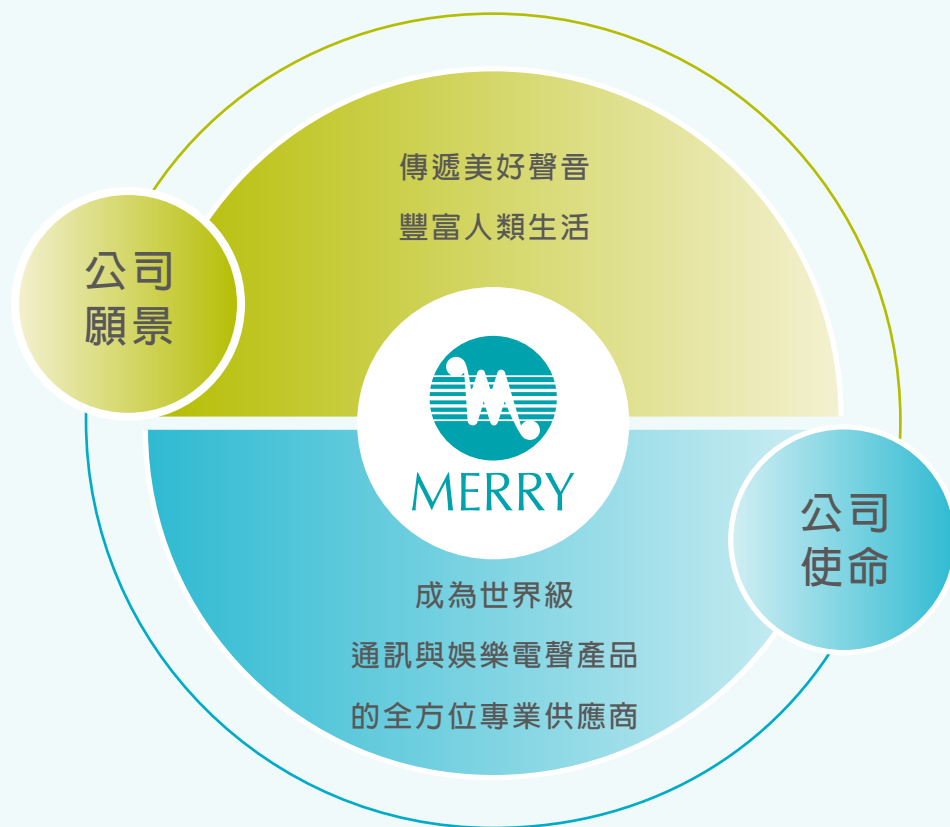 傳遞美好聲音
豐富人類生活
公司
願景
MERRY
公司
使命
成為世界級
通訊與娛樂電聲產品
的全方位專業供應商